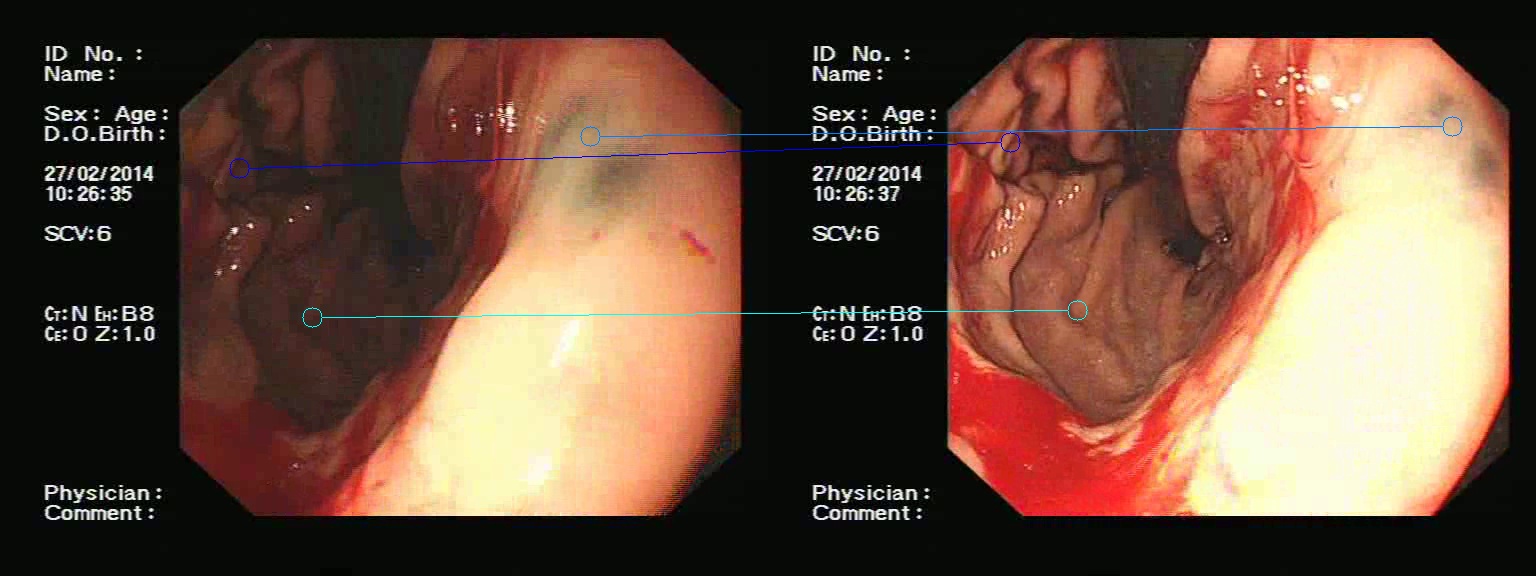 ID No. :
Name:
Sex: Age:
D.O.Birth:
27/02/2014
10:26:35
SCV:6
CT:N EH:B8
CE:0 Z:1.0
Physician:
Comment:
ID No. :
Name:
Sex: Age:
D.O.Birth:
27/02/2014
10:26:37
SCV:6
CT:N EH:B8
CE:0 Z:1.0
Physician:
Comment: